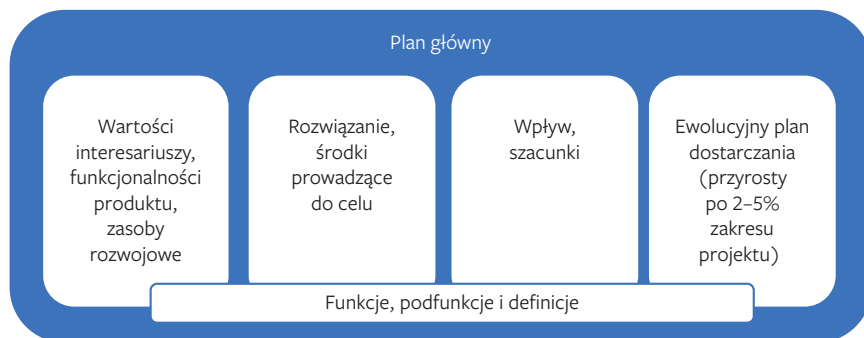 Plan główny
Wartości
interesariuszy,
funkcjonalności
produktu,
zasoby
rozwojowe
Rozwiązanie,
środki
prowadzące
do celu
Wpływ,
szacunki
Ewolucyjny plan
dostarczania
(przyrosty
po 2–5%
zakresu
projektu)
Funkcje, podfunkcje i definicje